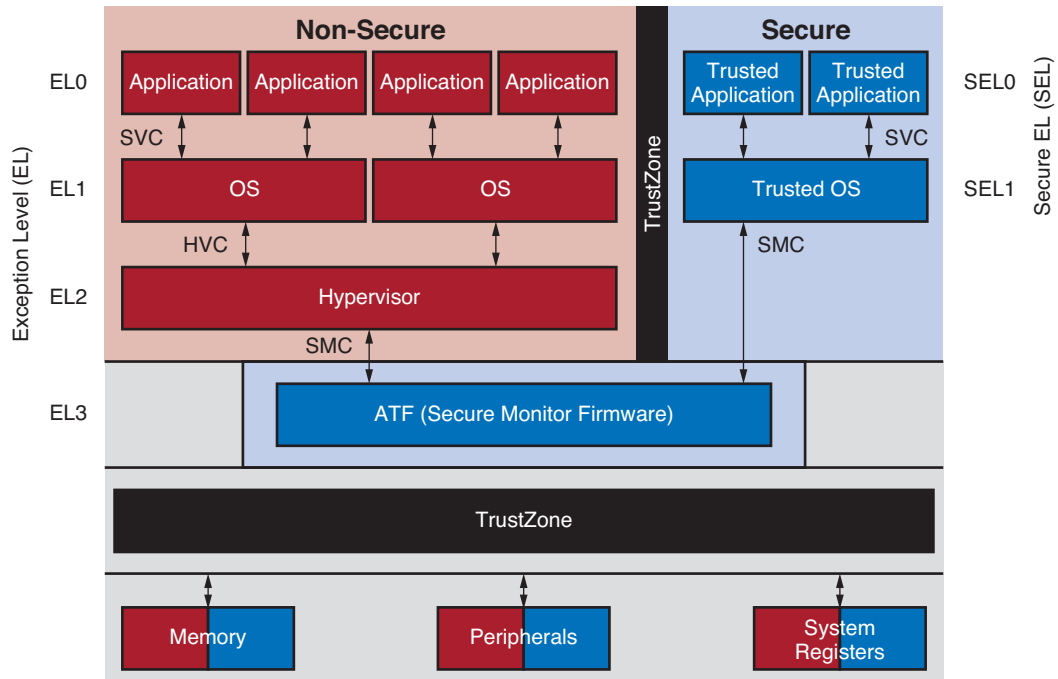 Non-Secure
Secure
EL0
Application
Application
Application
Application
Trusted
Application
Trusted
Application
SEL0
SVC
SVC
EL1
OS
OS
Trusted OS
SEL1
HVC
SMC
EL2
Hypervisor
SMC
EL3
ATF (Secure Monitor Firmware)
TrustZone
TrustZone
Memory
Peripherals
System
Registers
Exception Level (EL)
Secure EL (SEL)